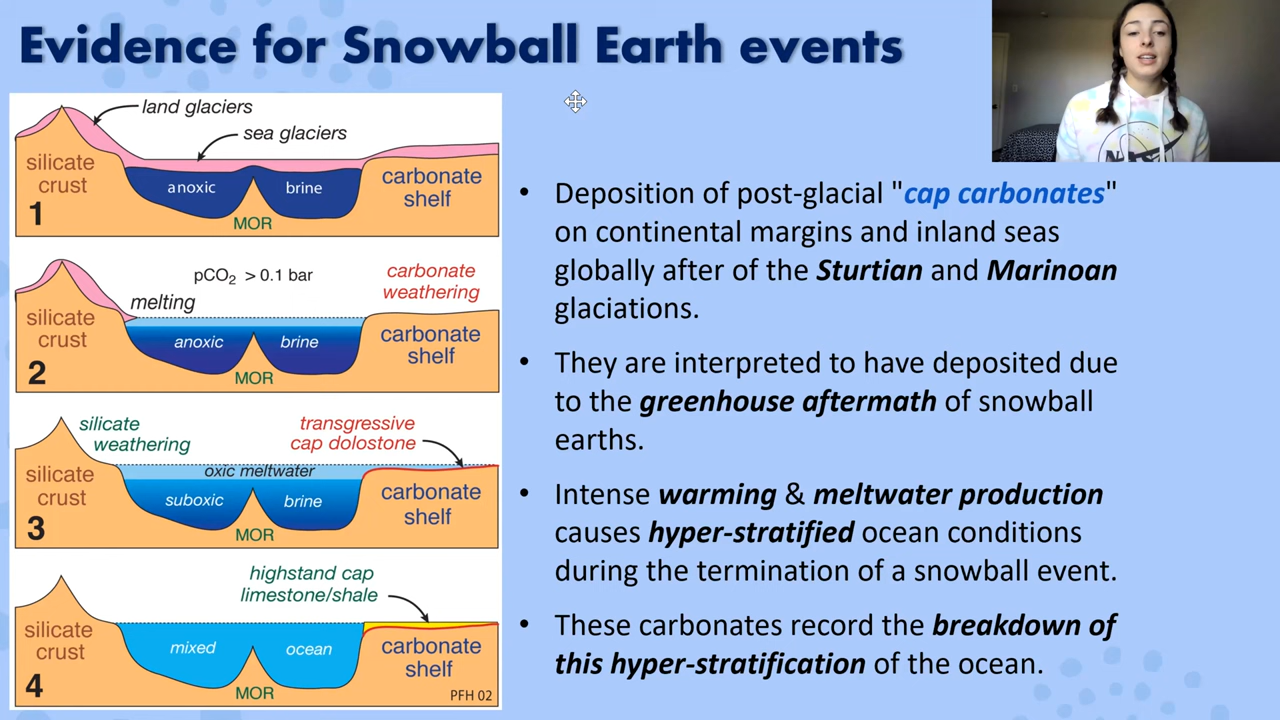 Evidence for Snowball Earth events
land glaciers
sea glaciers
silicate
crust
anoxic
brine
carbonate
shelf
1
MOR
pCO₂ > 0.1 bar
carbonate
weathering
melting
silicate
crust
anoxic
brine
carbonate
shelf
2
MOR
silicate
weathering
transgressive
cap dolostone
oxic meltwater
silicate
crust
suboxic
brine
carbonate
shelf
3
MOR
highstand cap
limestone/shale
silicate
crust
mixed
ocean
carbonate
shelf
4
MOR
PFH 02
• Deposition of post-glacial "cap carbonates"
on continental margins and inland seas
globally after of the Sturtian and Marinoan
glaciations.
• They are interpreted to have deposited due
to the greenhouse aftermath of snowball
earths.
• Intense warming & meltwater production
causes hyper-stratified ocean conditions
during the termination of a snowball event.
• These carbonates record the breakdown of
this hyper-stratification of the ocean.